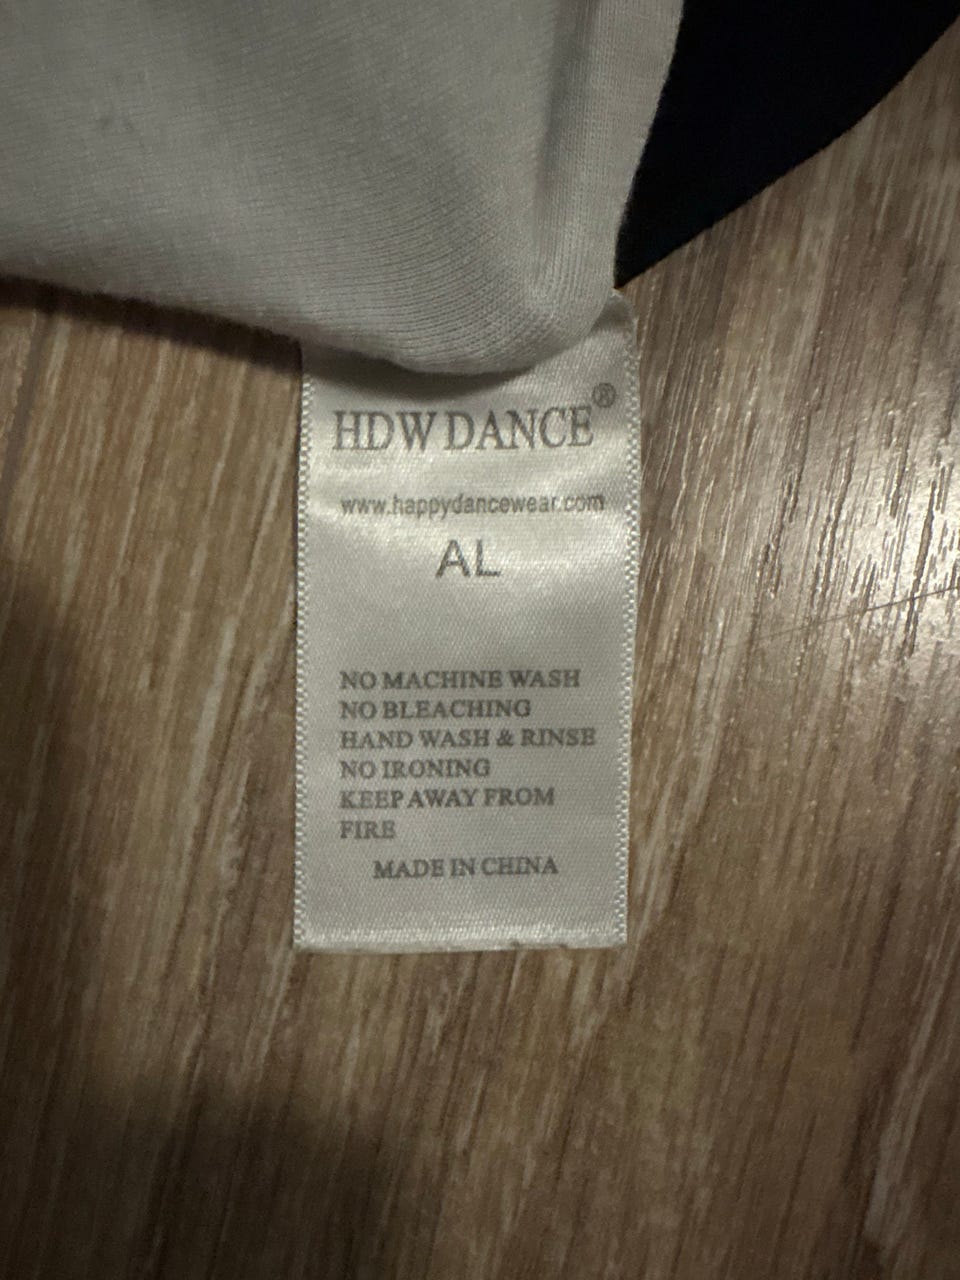 HDW DANCE®
www.happydancewear.com
AL
NO MACHINE WASH
NO BLEACHING
HAND WASH & RINSE
NO IRONING
KEEP AWAY FROM
FIRE
MADE IN CHINA